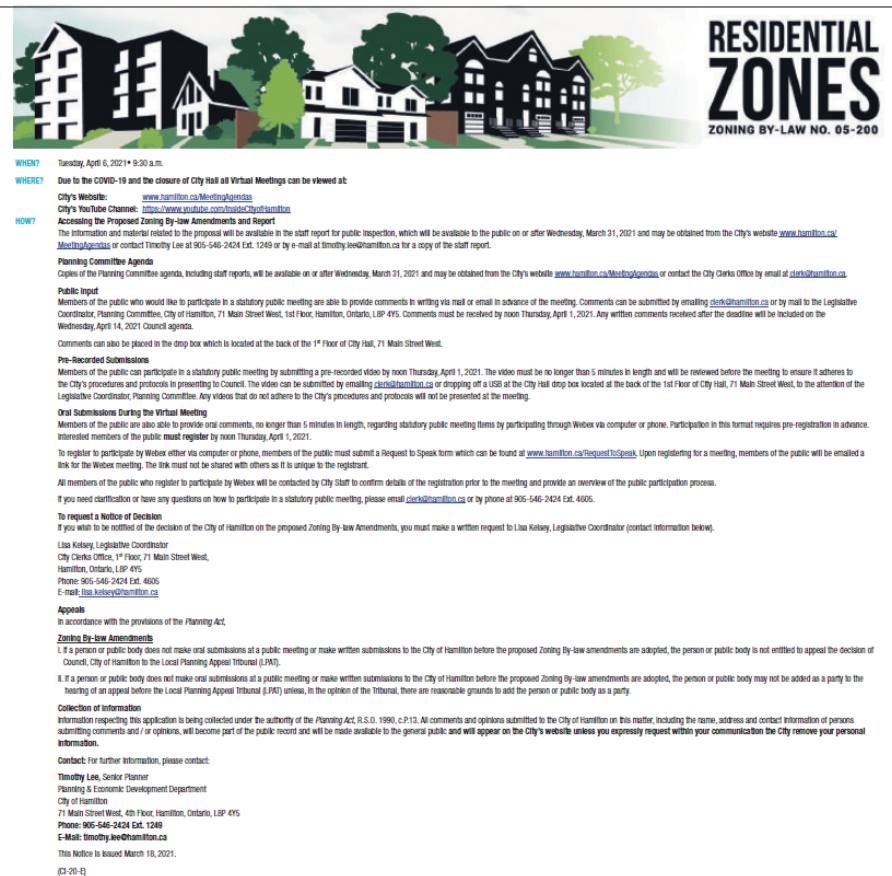 RESIDENTIAL
ZONES
ZONING BY-LAW NO. 05-200
WHEN? Tuesday, April 6, 2021• 9:30 a.m.
WHERE? Due to the COVID-19 and the closure of City Hall all Virtual Meetings can be viewed at:
City's Website: www.hamilton.ca/MeetingAgendas
City's YouTube Channel: https://www.youtube.com/InsideCityofHamilton
HOW? Accessing the Proposed Zoning By-law Amendments and Report
The information and material related to the proposal will be available in the staff report for public inspection, which will be available to the public on or after Wednesday, March 31, 2021 and may be obtained from the City's website www.hamilton.ca/
MeetingAgendas or contact Timothy Lee at 905-546-2424 Ext. 1249 or by e-mail at timothy.lee@hamilton.ca for a copy of the staff report.
Planning Committee Agenda
Copies of the Planning Committee agenda, including staff reports, will be available on or after Wednesday, March 31, 2021 and may be obtained from the City's website www.hamilton.ca/MeetingAgendas or contact the City Clerks Office by email at clerk@hamilton.ca.
Public Input
Members of the public who would like to participate in a statutory public meeting are able to provide comments in writing via mail or email in advance of the meeting. Comments can be submitted by emailing clerk@hamilton.ca or by mail to the Legislative
Coordinator, Planning Committee, City of Hamilton, 71 Main Street West, 1st Floor, Hamilton, Ontario, L8P 4Y5. Comments must be received by noon Thursday, April 1, 2021. Any written comments received after the deadline will be included on the
Wednesday, April 14, 2021 Council agenda.
Comments can also be placed in the drop box which is located at the back of the 1st Floor of City Hall, 71 Main Street West.
Pre-Recorded Submissions
Members of the public can participate in a statutory public meeting by submitting a pre-recorded video by noon Thursday, April 1, 2021. The video must be no longer than 5 minutes in length and will be reviewed before the meeting to ensure it adheres to
the City's procedures and protocols in presenting to Council. The video can be submitted by emailing clerk@hamilton.ca or dropping off a USB at the City Hall drop box located at the back of the 1st Floor of City Hall, 71 Main Street West, to the attention of the
Legislative Coordinator, Planning Committee. Any videos that do not adhere to the City's procedures and protocols will not be presented at the meeting.
Oral Submissions During the Virtual Meeting
Members of the public are also able to provide oral comments, no longer than 5 minutes in length, regarding statutory public meeting items by participating through Webex via computer or phone. Participation in this format requires pre-registration in advance.
Interested members of the public must register by noon Thursday, April 1, 2021.
To register to participate by Webex either via computer or phone, members of the public must submit a Request to Speak form which can be found at www.hamilton.ca/RequestToSpeak. Upon registering for a meeting, members of the public will be emailed a
link for the Webex meeting. The link must not be shared with others as it is unique to the registrant.
All members of the public who register to participate by Webex will be contacted by City Staff to confirm details of the registration prior to the meeting and provide an overview of the public participation process.
If you need clarification or have any questions on how to participate in a statutory public meeting, please email clerk@hamilton.ca or by phone at 905-546-2424 Ext. 4605.
To request a Notice of Decision
If you wish to be notified of the decision of the City of Hamilton on the proposed Zoning By-law Amendments, you must make a written request to Lisa Kelsey, Legislative Coordinator (contact information below).
Lisa Kelsey, Legislative Coordinator
City Clerks Office, 1st Floor, 71 Main Street West,
Hamilton, Ontario, L8P 4Y5
Phone: 905-546-2424 Ext. 4605
E-mail: lisa.kelsey@hamilton.ca
Appeals
In accordance with the provisions of the Planning Act,
Zoning By-law Amendments
I. If a person or public body does not make oral submissions at a public meeting or make written submissions to the City of Hamilton before the proposed Zoning By-law amendments are adopted, the person or public body is not entitled to appeal the decision of
Council, City of Hamilton to the Local Planning Appeal Tribunal (LPAT).
II. If a person or public body does not make oral submissions at a public meeting or make written submissions to the City of Hamilton before the proposed Zoning By-law amendments are adopted, the person or public body may not be added as a party to the
hearing of an appeal before the Local Planning Appeal Tribunal (LPAT) unless, in the opinion of the Tribunal, there are reasonable grounds to add the person or public body as a party.
Collection of Information
Information respecting this application is being collected under the authority of the Planning Act, R.S.O. 1990, c.P.13. All comments and opinions submitted to the City of Hamilton on this matter, including the name, address and contact information of persons
submitting comments and / or opinions, will become part of the public record and will be made available to the general public and will appear on the City's website unless you expressly request within your communication the City remove your personal
information.
Contact: For further information, please contact:
Timothy Lee, Senior Planner
Planning & Economic Development Department
City of Hamilton
71 Main Street West, 4th Floor, Hamilton, Ontario, L8P 4Y5
Phone: 905-546-2424 Ext. 1249
E-Mail: timothy.lee@hamilton.ca
This Notice is issued March 18, 2021.
(CI-20-E)